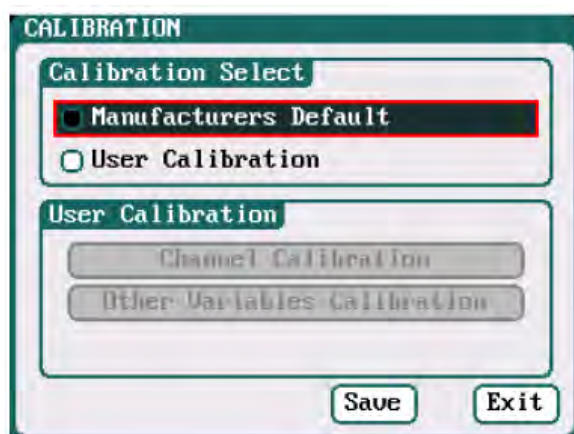 CALIBRATION
Calibration Select
Manufacturers Default
User Calibration
User Calibration
Channel Calibration
Other Variables Calibration
Save Exit